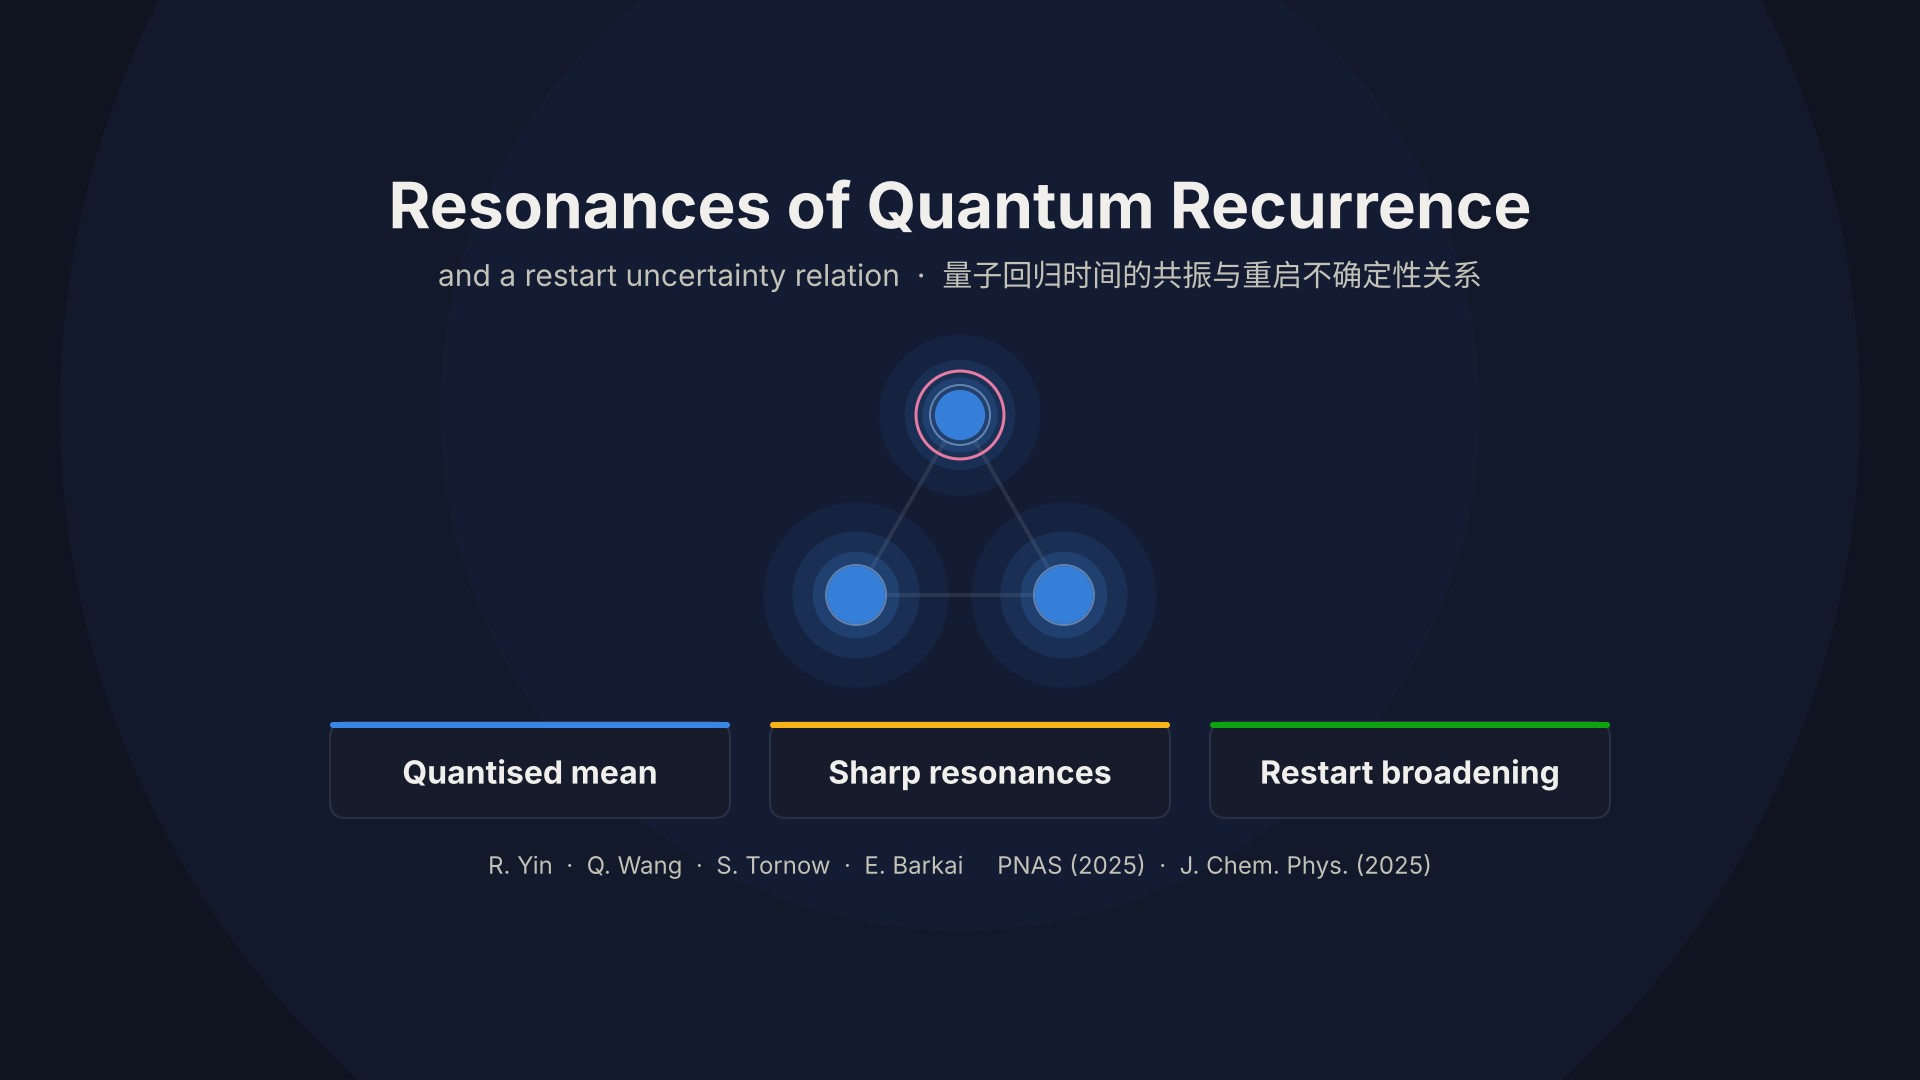 Resonances of Quantum Recurrence
and a restart uncertainty relation · 量子回归时间的共振与重启不确定性关系
Quantised mean
Sharp resonances
Restart broadening
R. Yin · Q. Wang · S. Tornow · E. Barkai PNAS (2025) · J. Chem. Phys. (2025)